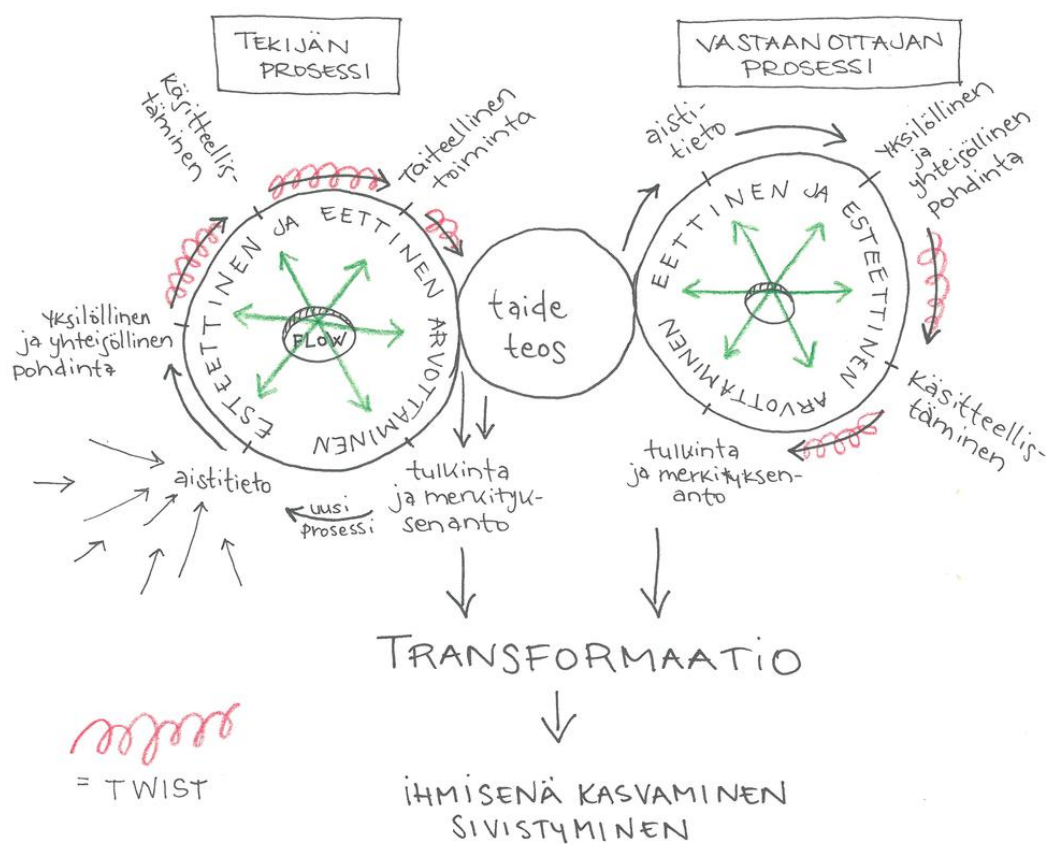 TEKIJÄN
PROSESSI
VASTAANOTTAJAN
PROSESSI
Käsitteellis-
täminen
Taiteellinen
toiminta
aisti-
tieto
Yksilöllinen
ja
yhteisöllinen
pohdinta
ESTEETTINEN JA EETTINEN ARVOTTAMINEN
FLOW
taide
teos
EETTINEN JA ESTEETTINEN ARVOTTAMINEN
Yksilöllinen
ja yhteisöllinen
pohdinta
Käsitteellis-
täminen
aistitieto
uusi
prosessi
tulkinta
ja merkityk-
senanto
tulkinta
ja merkityksen-
anto
TRANSFORMAATIO
= TWIST
IHMISENÄ KASVAMINEN
SIVISTYMINEN